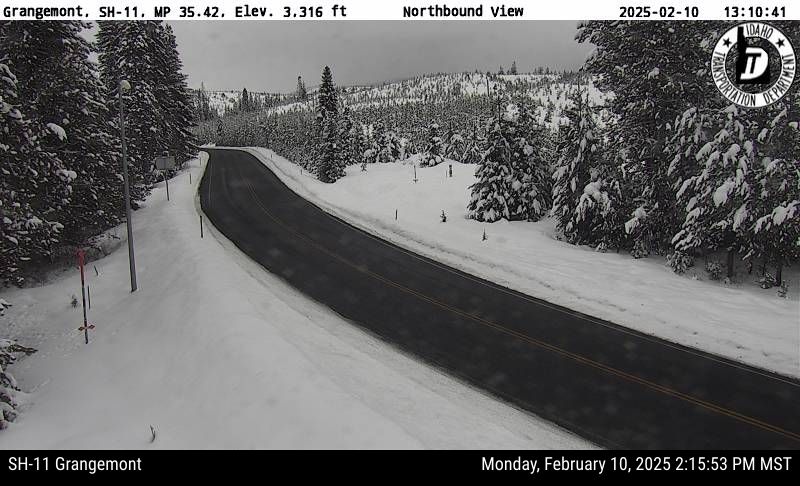 Grangemont, SH-11, MP 35.42, Elev. 3,316 ft Northbound View 2025-02-10 13:10:41
IDAHO
TRANSPORTATION DEPARTMENT
SH-11 Grangemont Monday, February 10, 2025 2:15:53 PM MST